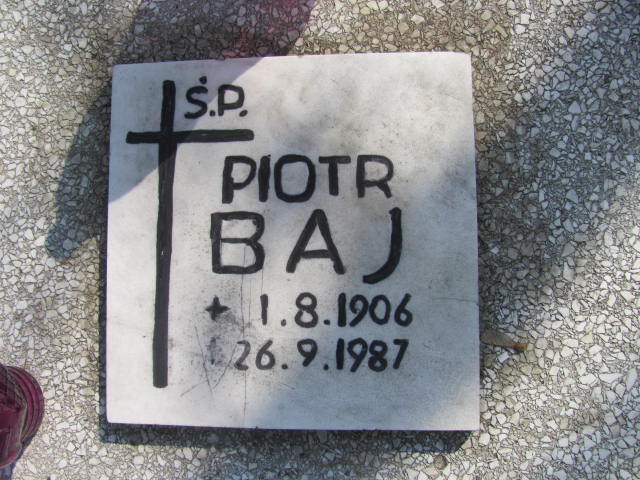 Ś.P.
PIOTR
BAJ
+ 1.8.1906
† 26.9.1987